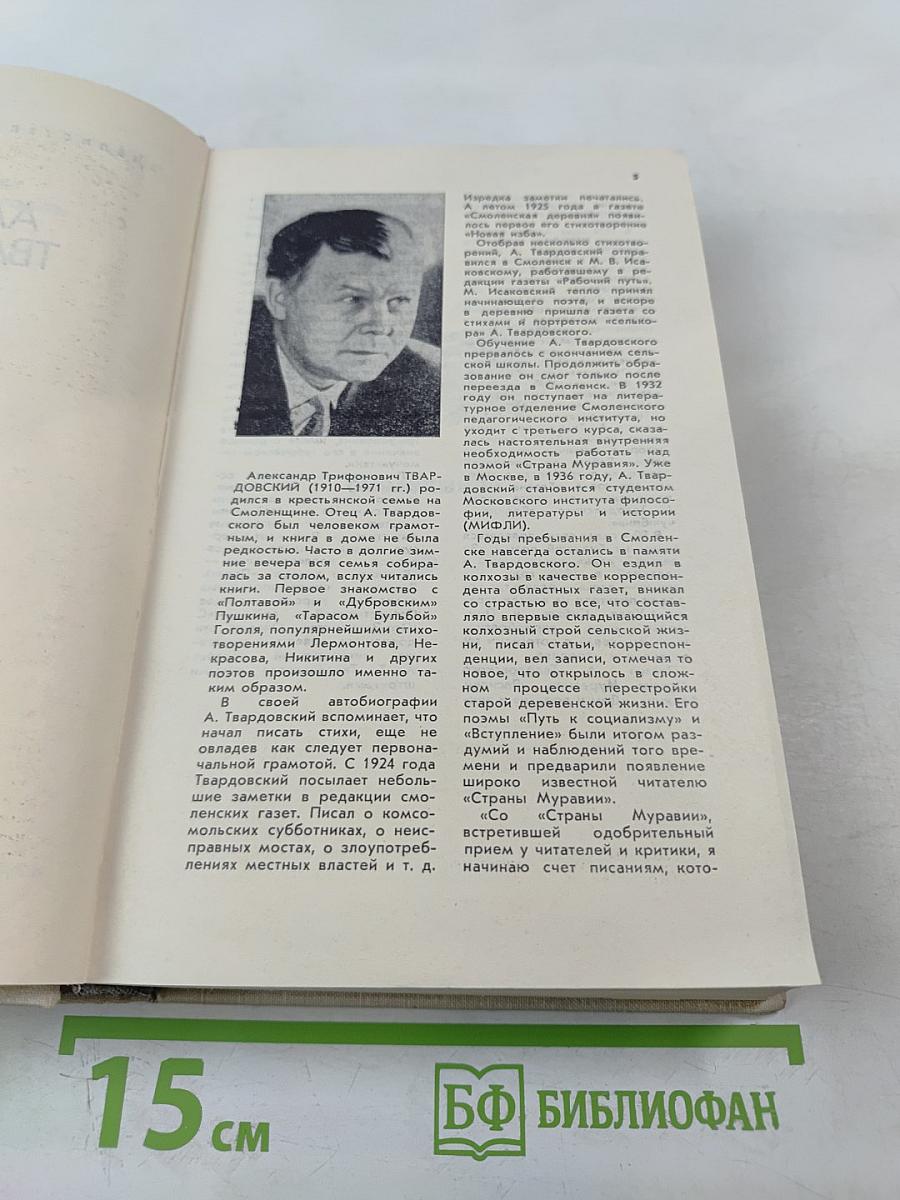 5
Александр Трифонович ТВАР-
ДОВСКИЙ (1910—1971 гг.) ро-
дился в крестьянской семье на
Смоленщине. Отец А. Твардов-
ского был человеком грамот-
ным, и книга в доме не была
редкостью. Часто в долгие зим-
ние вечера вся семья собира-
лась за столом, вслух читались
книги. Первое знакомство с
«Полтавой» и «Дубровским»
Пушкина, «Тарасом Бульбой»
Гоголя, популярнейшими стихо-
творениями Лермонтова, Не-
красова, Никитина и других
поэтов произошло именно та-
ким образом.
В своей автобиографии
А. Твардовский вспоминает, что
начал писать стихи, еще не
овладев как следует первона-
чальной грамотой. С 1924 года
Твардовский посылает неболь-
шие заметки в редакции смо-
ленских газет. Писал о комсо-
мольских субботниках, о неис-
правных мостах, о злоупотреб-
лениях местных властей и т. д.
Изредка заметки печатались.
А летом 1925 года в газете
«Смоленская деревня» появи-
лось первое его стихотворение
«Новая изба».
Отобрав несколько стихотво-
рений, А. Твардовский отпра-
вился в Смоленск к М. В. Иса-
ковскому, работавшему в ре-
дакции газеты «Рабочий путь».
М. Исаковский тепло принял
начинающего поэта, и вскоре
в деревню пришла газета со
стихами и портретом «селько-
ра» А. Твардовского.
Обучение А. Твардовского
прервалось с окончанием сель-
ской школы. Продолжить обра-
зование он смог только после
переезда в Смоленск. В 1932
году он поступает на литера-
турное отделение Смоленского
педагогического института, но
уходит с третьего курса, сказа-
лась настоятельная внутренняя
необходимость работать над
поэмой «Страна Муравия». Уже
в Москве, в 1936 году, А. Твар-
довский становится студентом
Московского института филосо-
фии, литературы и истории
(МИФЛИ).
Годы пребывания в Смолен-
ске навсегда остались в памяти
А. Твардовского. Он ездил в
колхозы в качестве корреспон-
дента областных газет, вникал
со страстью во все, что состав-
ляло впервые складывающийся
колхозный строй сельской жиз-
ни, писал статьи, корреспон-
денции, вел записи, отмечая то
новое, что открылось в слож-
ном процессе перестройки
старой деревенской жизни. Его
поэмы «Путь к социализму» и
«Вступление» были итогом раз-
думий и наблюдений того вре-
мени и предварили появление
широко известной читателю
«Страны Муравии».
«Со «Страны Муравии»,
встретившей одобрительный
прием у читателей и критики, я
начинаю счет писаниям, кото-
15 см
БФ БИБЛИОФАН